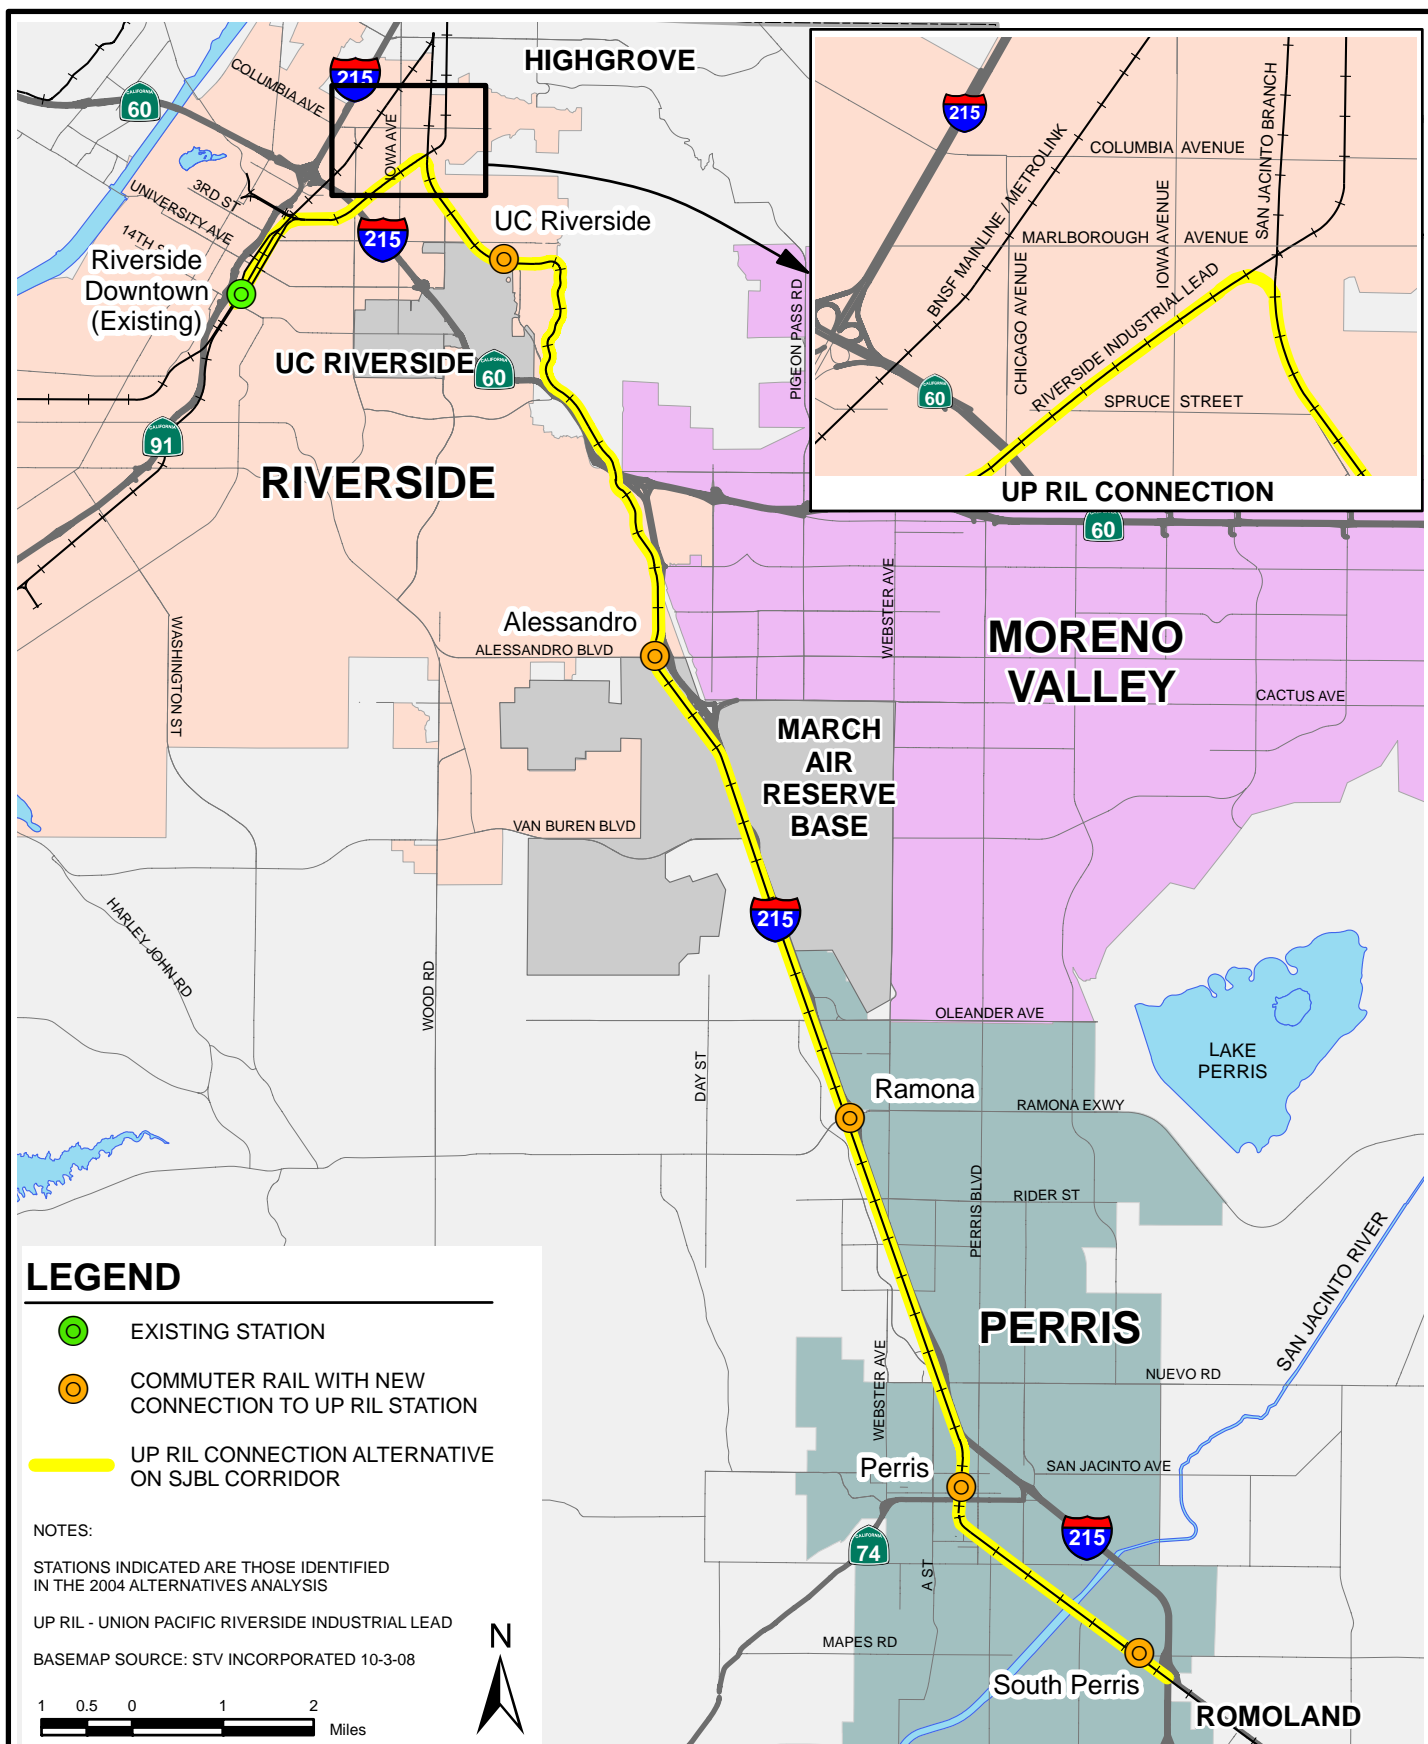 HIGHGROVE
215
60
COLUMBIA AVE
IOWA AVE
3RD ST
UNIVERSITY AVE
14TH S
UC Riverside
215
Riverside
Downtown
(Existing)
UC RIVERSIDE
CALIFORNIA
60
PIGEON PASS RD
CALIFORNIA
91
RIVERSIDE
215
COLUMBIA AVENUE
BNSF MAINLINE / METROLINK
IOWA AVENUE
SAN JACINTO BRANCH
MARLBOROUGH AVENUE
CHICAGO AVENUE
RIVERSIDE INDUSTRIAL LEAD
CALIFORNIA
60
SPRUCE STREET
UP RIL CONNECTION
60
WEBSTER AVE
Alessandro
ALESSANDRO BLVD
WASHINGTON ST
MORENO
VALLEY
CACTUS AVE
MARCH
AIR
RESERVE
BASE
VAN BUREN BLVD
215
HARLEY JOHN RD
WOOD RD
OLEANDER AVE
LAKE
PERRIS
DAY ST
Ramona
RAMONA EXWY
PERRIS BLVD
RIDER ST
SAN JACINTO RIVER
PERRIS
NUEVO RD
WEBSTER AVE
Perris
SAN JACINTO AVE
215
CALIFORNIA
74
A ST
MAPES RD
South Perris
ROMOLAND
LEGEND
EXISTING STATION
COMMUTER RAIL WITH NEW
CONNECTION TO UP RIL STATION
UP RIL CONNECTION ALTERNATIVE
ON SJBL CORRIDOR
NOTES:
STATIONS INDICATED ARE THOSE IDENTIFIED
IN THE 2004 ALTERNATIVES ANALYSIS
UP RIL - UNION PACIFIC RIVERSIDE INDUSTRIAL LEAD
BASEMAP SOURCE: STV INCORPORATED 10-3-08
N
1 0.5 0 1 2
Miles